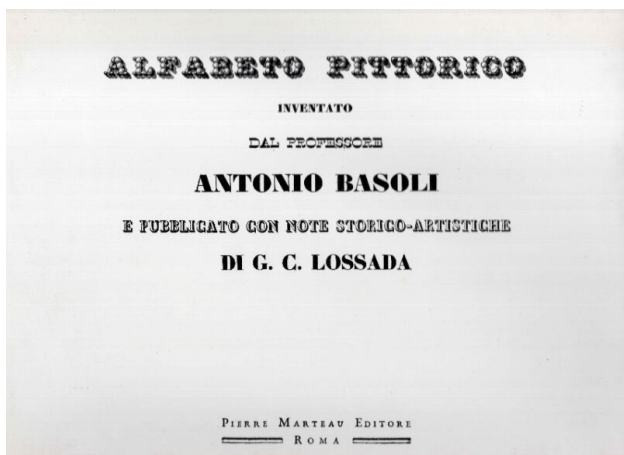 ALFABETO PITTORICO
INVENTATO
DAL PROFESSORE
ANTONIO BASOLI
E PUBBLICATO CON NOTE STORICO-ARTISTICHE
DI G. C. LOSSADA
PIERRE MARTEAU EDITORE
ROMA